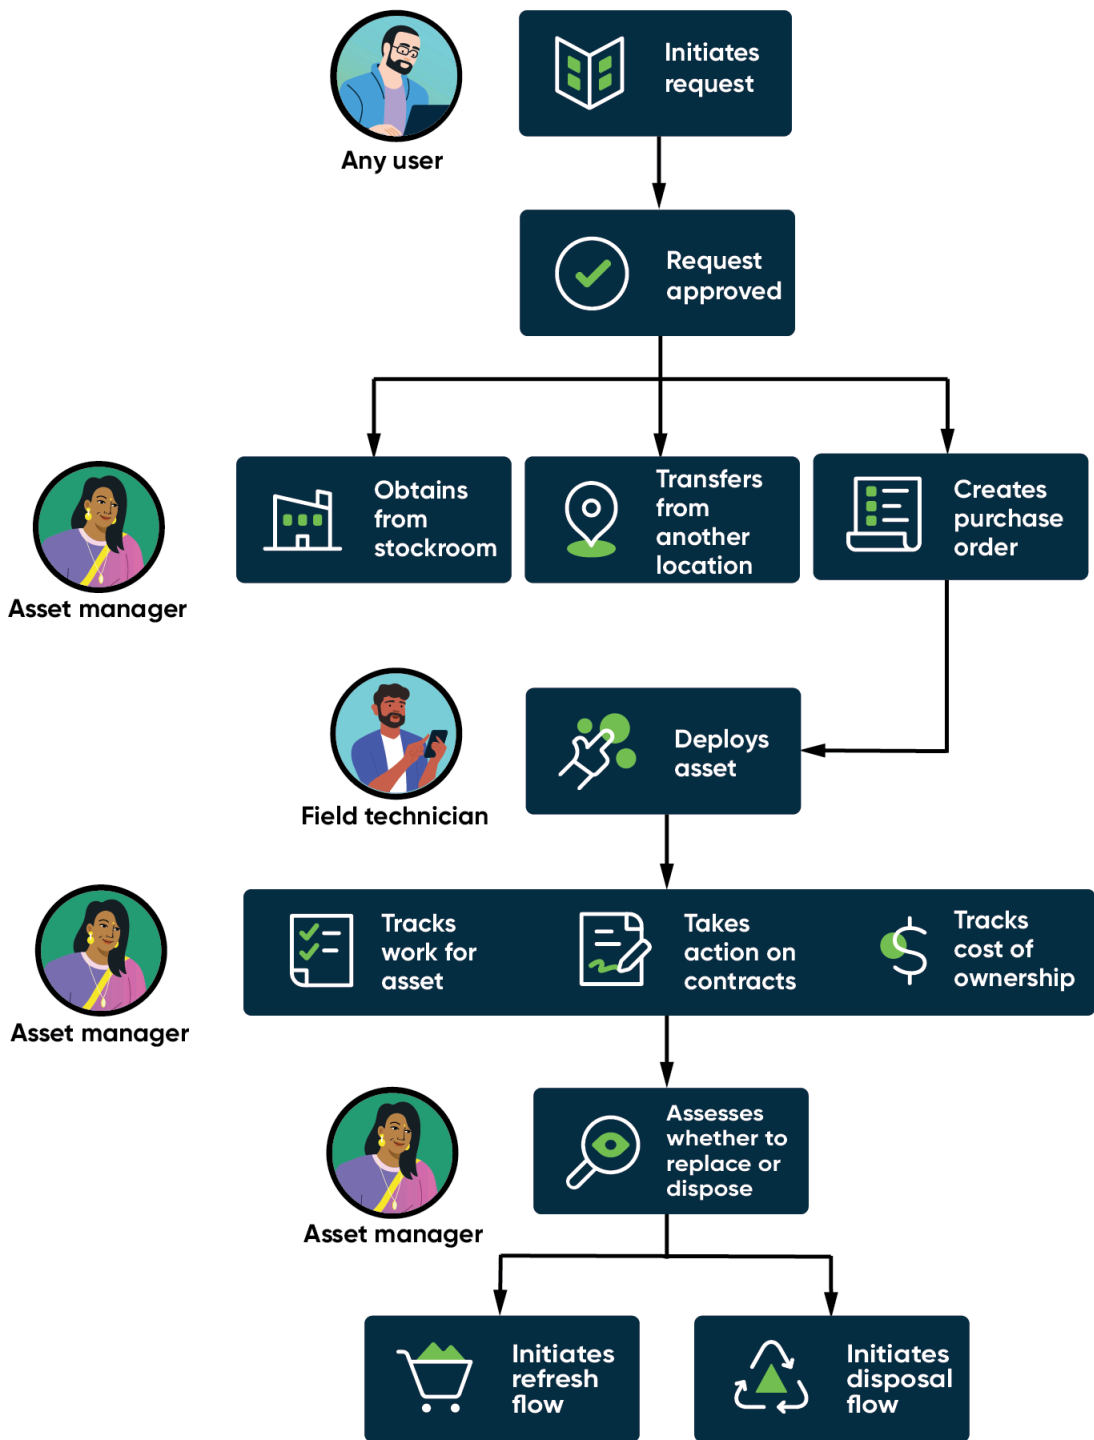 Initiates
request
Any user
Request
approved
Obtains
from
stockroom
Transfers
from
another
location
Creates
purchase
order
Asset manager
Deploys
asset
Field technician
Tracks
work for
asset
Takes
action on
contracts
Tracks
cost of
ownership
Asset manager
Assesses
whether to
replace or
dispose
Asset manager
Initiates
refresh
flow
Initiates
disposal
flow